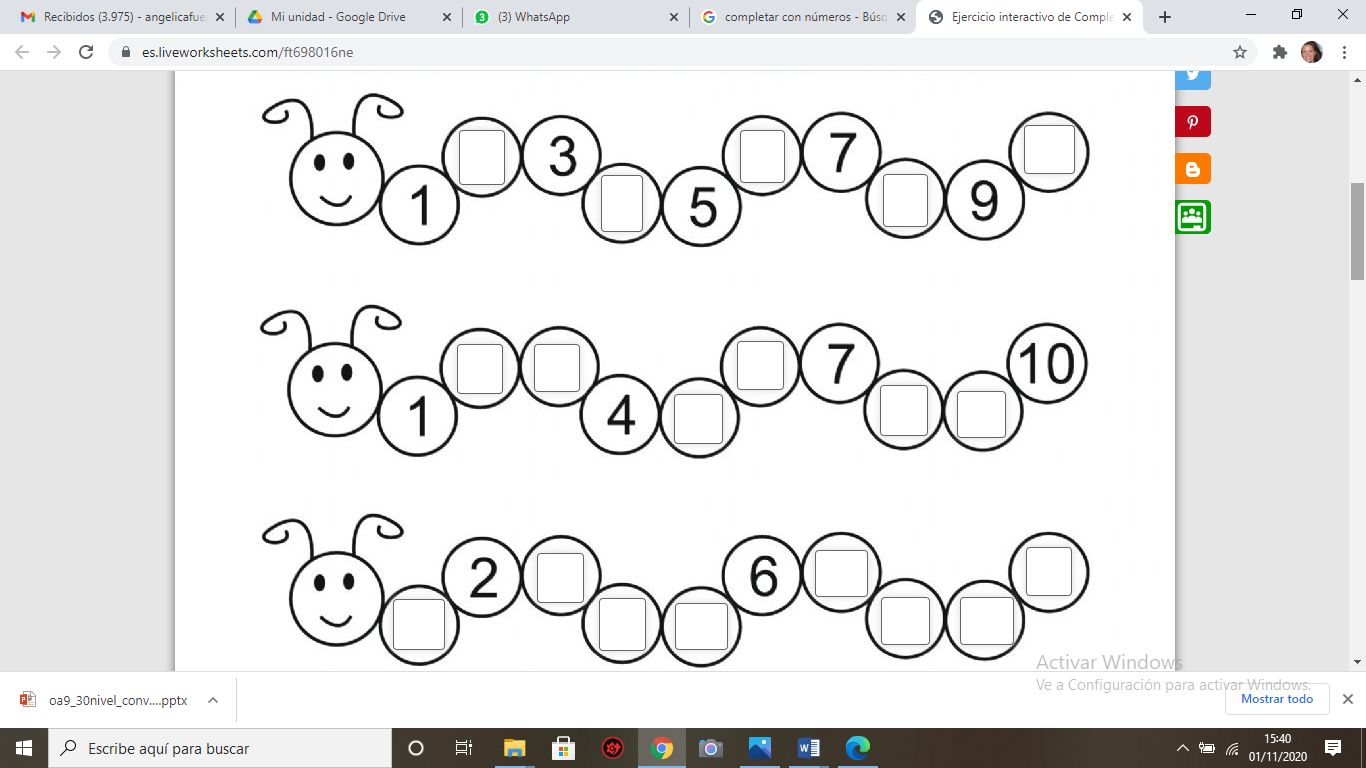 Recibidos (3.975) - angelicafue
Mi unidad - Google Drive
(3) WhatsApp
completar con números - Búsq
Ejercicio interactivo de Comple
es.liveworksheets.com/ft698016ne
1 3 5 7 9
1 4 7 10
2 6
Activar Windows
Ve a Configuración para activar Windows.
oa9_30nivel_conv....pptx
Mostrar todo
Escribe aquí para buscar
15:40
01/11/2020